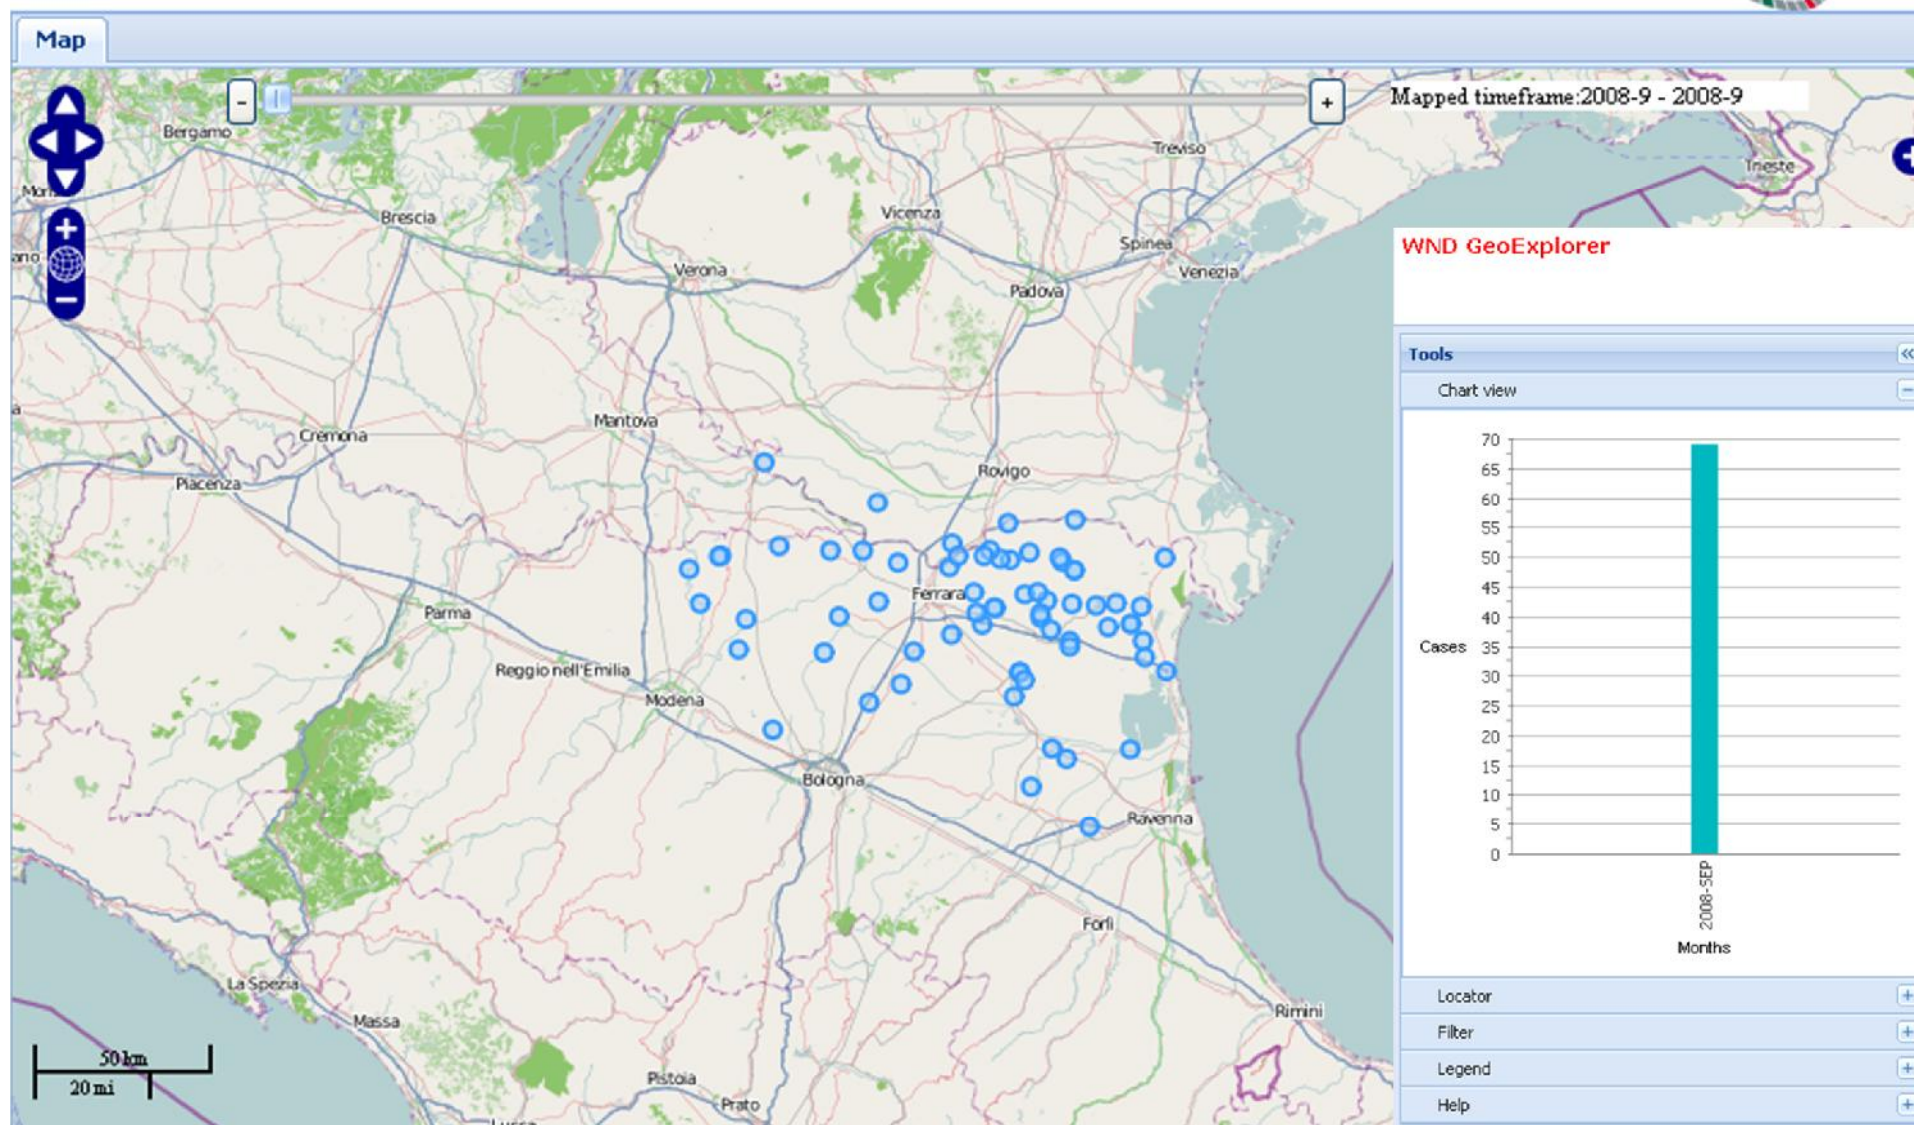 Map
-
+
Mapped timeframe:2008-9 - 2008-9
Bergamo
Treviso
Trieste
Brescia
Vicenza
Spinea
Verona
Venezia
Padova
WND GeoExplorer
Tools
Chart view
Mantova
Cremona
Rovigo
Piacenza
Ferrara
Parma
Reggio nell'Emilia
Modena
Bologna
Ravenna
Forlì
La Spezia
Massa
Rimini
Pistoia
Prato
50 km
20 mi
70
65
60
55
50
45
40
35
30
25
20
15
10
5
0
Cases
2008-SEP
Months
Locator
Filter
Legend
Help